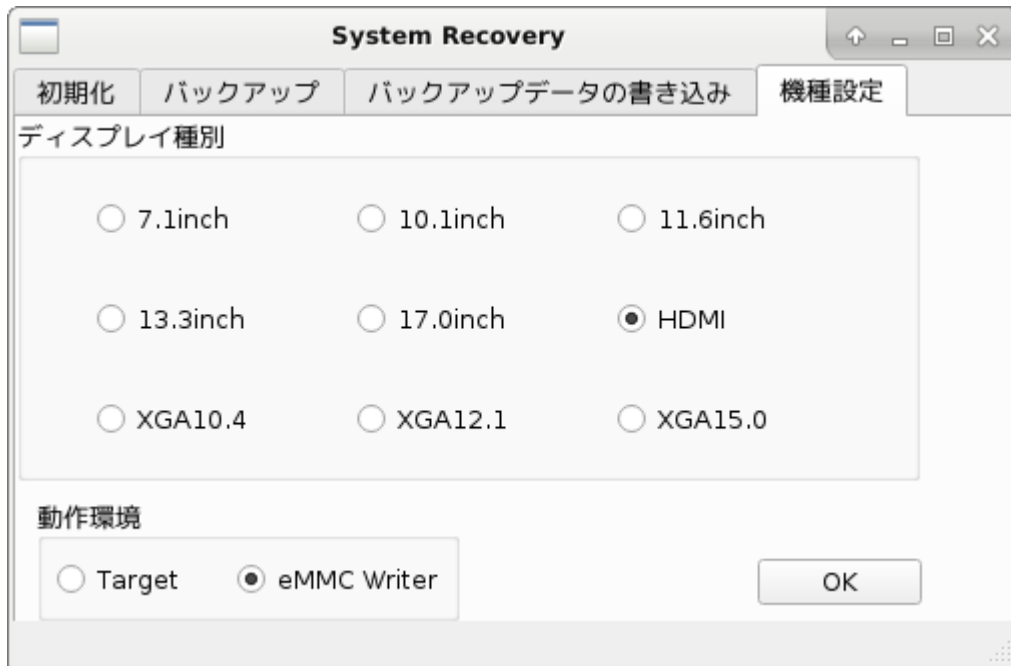 System Recovery
初期化 バックアップ バックアップデータの書き込み 機種設定
ディスプレイ種別
7.1inch 10.1inch 11.6inch
13.3inch 17.0inch HDMI
XGA10.4 XGA12.1 XGA15.0
動作環境
Target eMMC Writer OK